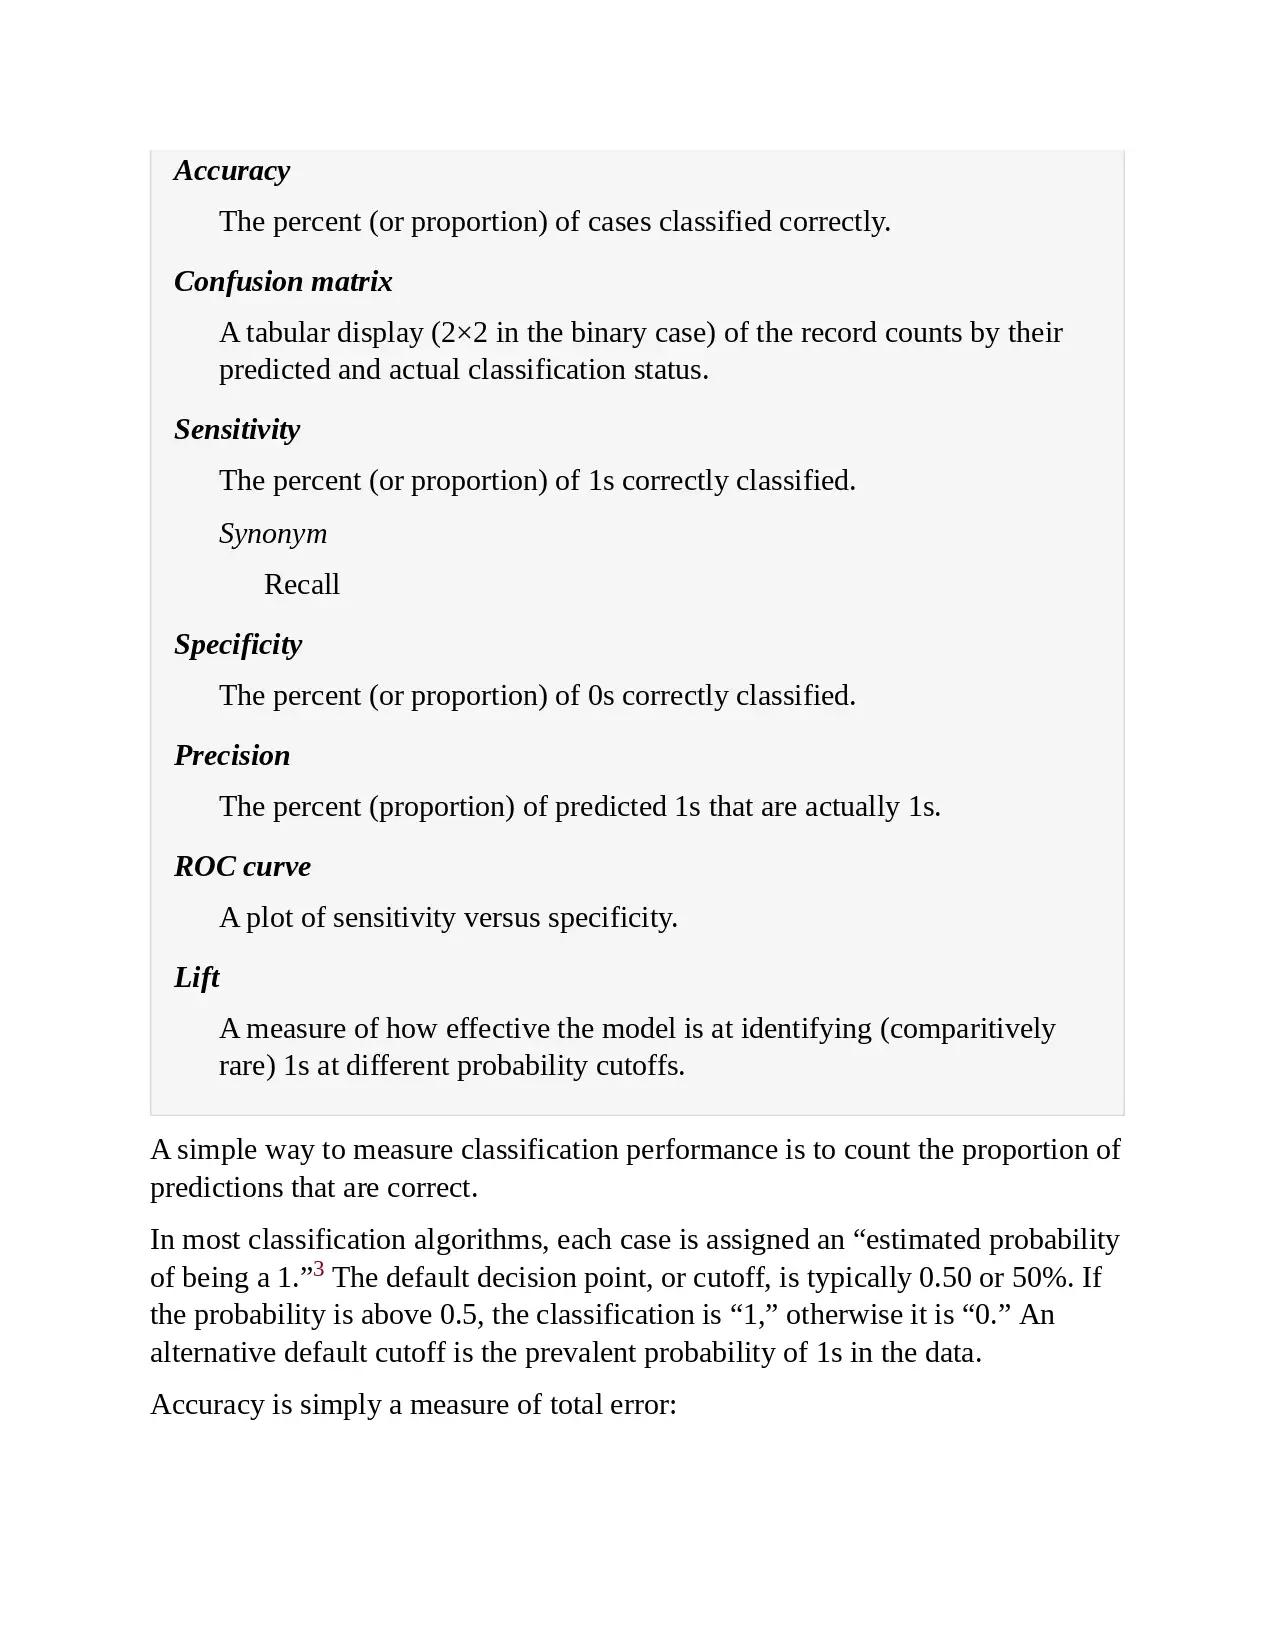 Accuracy
The percent (or proportion) of cases classified correctly.
Confusion matrix
A tabular display (2×2 in the binary case) of the record counts by their
predicted and actual classification status.
Sensitivity
The percent (or proportion) of 1s correctly classified.
Synonym
Recall
Specificity
The percent (or proportion) of 0s correctly classified.
Precision
The percent (proportion) of predicted 1s that are actually 1s.
ROC curve
A plot of sensitivity versus specificity.
Lift
A measure of how effective the model is at identifying (comparitively
rare) 1s at different probability cutoffs.
A simple way to measure classification performance is to count the proportion of
predictions that are correct.
In most classification algorithms, each case is assigned an “estimated probability
of being a 1.”3 The default decision point, or cutoff, is typically 0.50 or 50%. If
the probability is above 0.5, the classification is “1,” otherwise it is “0.” An
alternative default cutoff is the prevalent probability of 1s in the data.
Accuracy is simply a measure of total error: